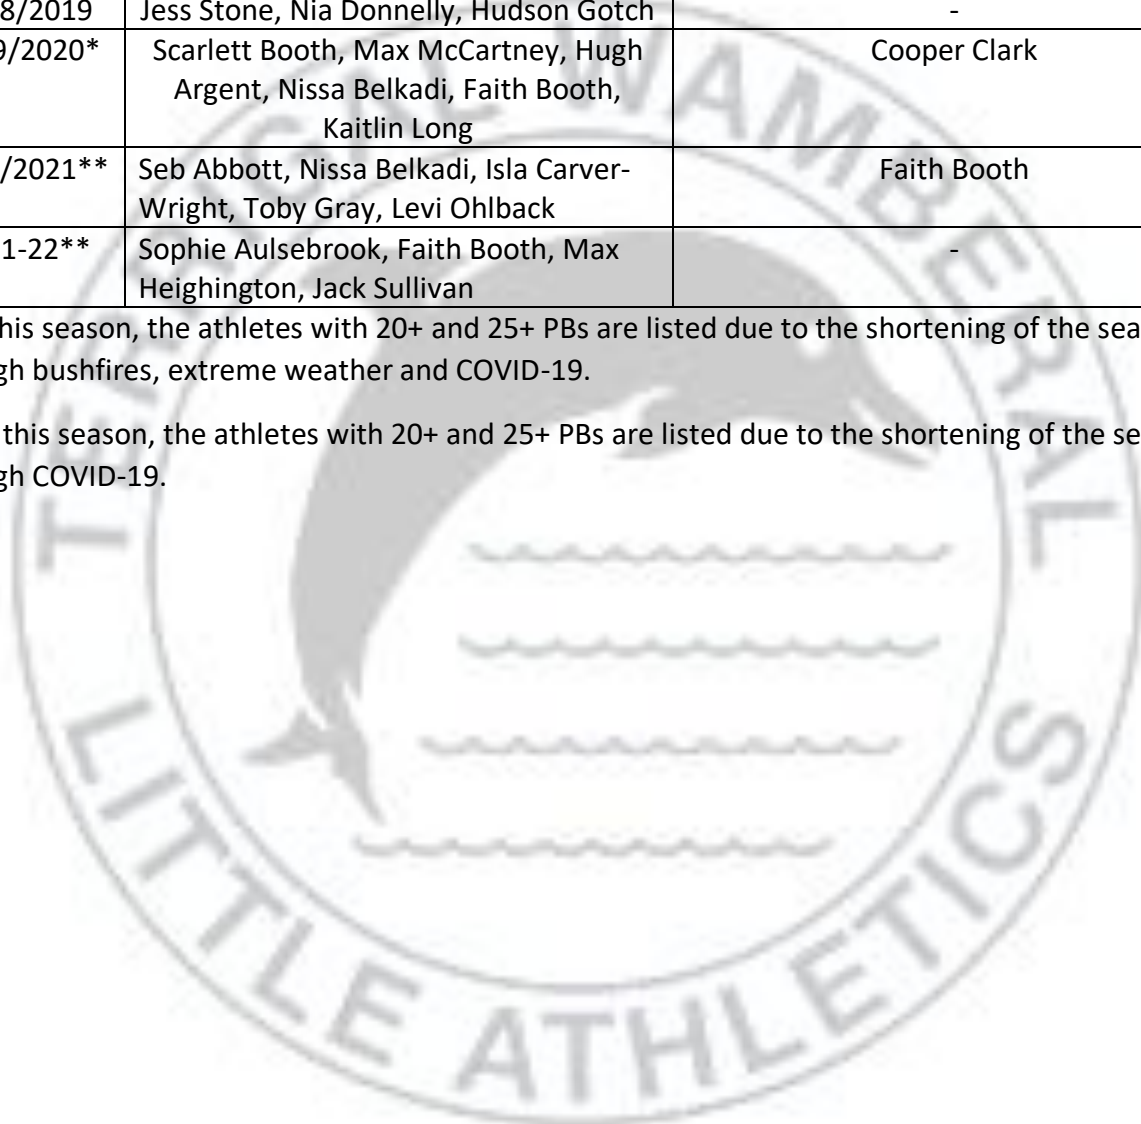 8/2019 Jess Stone, Nia Donnelly, Hudson Gotch -
9/2020* Scarlett Booth, Max McCartney, Hugh Cooper Clark
Argent, Nissa Belkadi, Faith Booth,
Kaitlin Long
/2021** Seb Abbott, Nissa Belkadi, Isla Carver- Faith Booth
Wright, Toby Gray, Levi Ohlback
1-22** Sophie Aulsebrook, Faith Booth, Max -
Heighington, Jack Sullivan
his season, the athletes with 20+ and 25+ PBs are listed due to the shortening of the sea
gh bushfires, extreme weather and COVID-19.
this season, the athletes with 20+ and 25+ PBs are listed due to the shortening of the se
gh COVID-19.
TERRIGAL WAMBERAL
LITTLE ATHLETICS